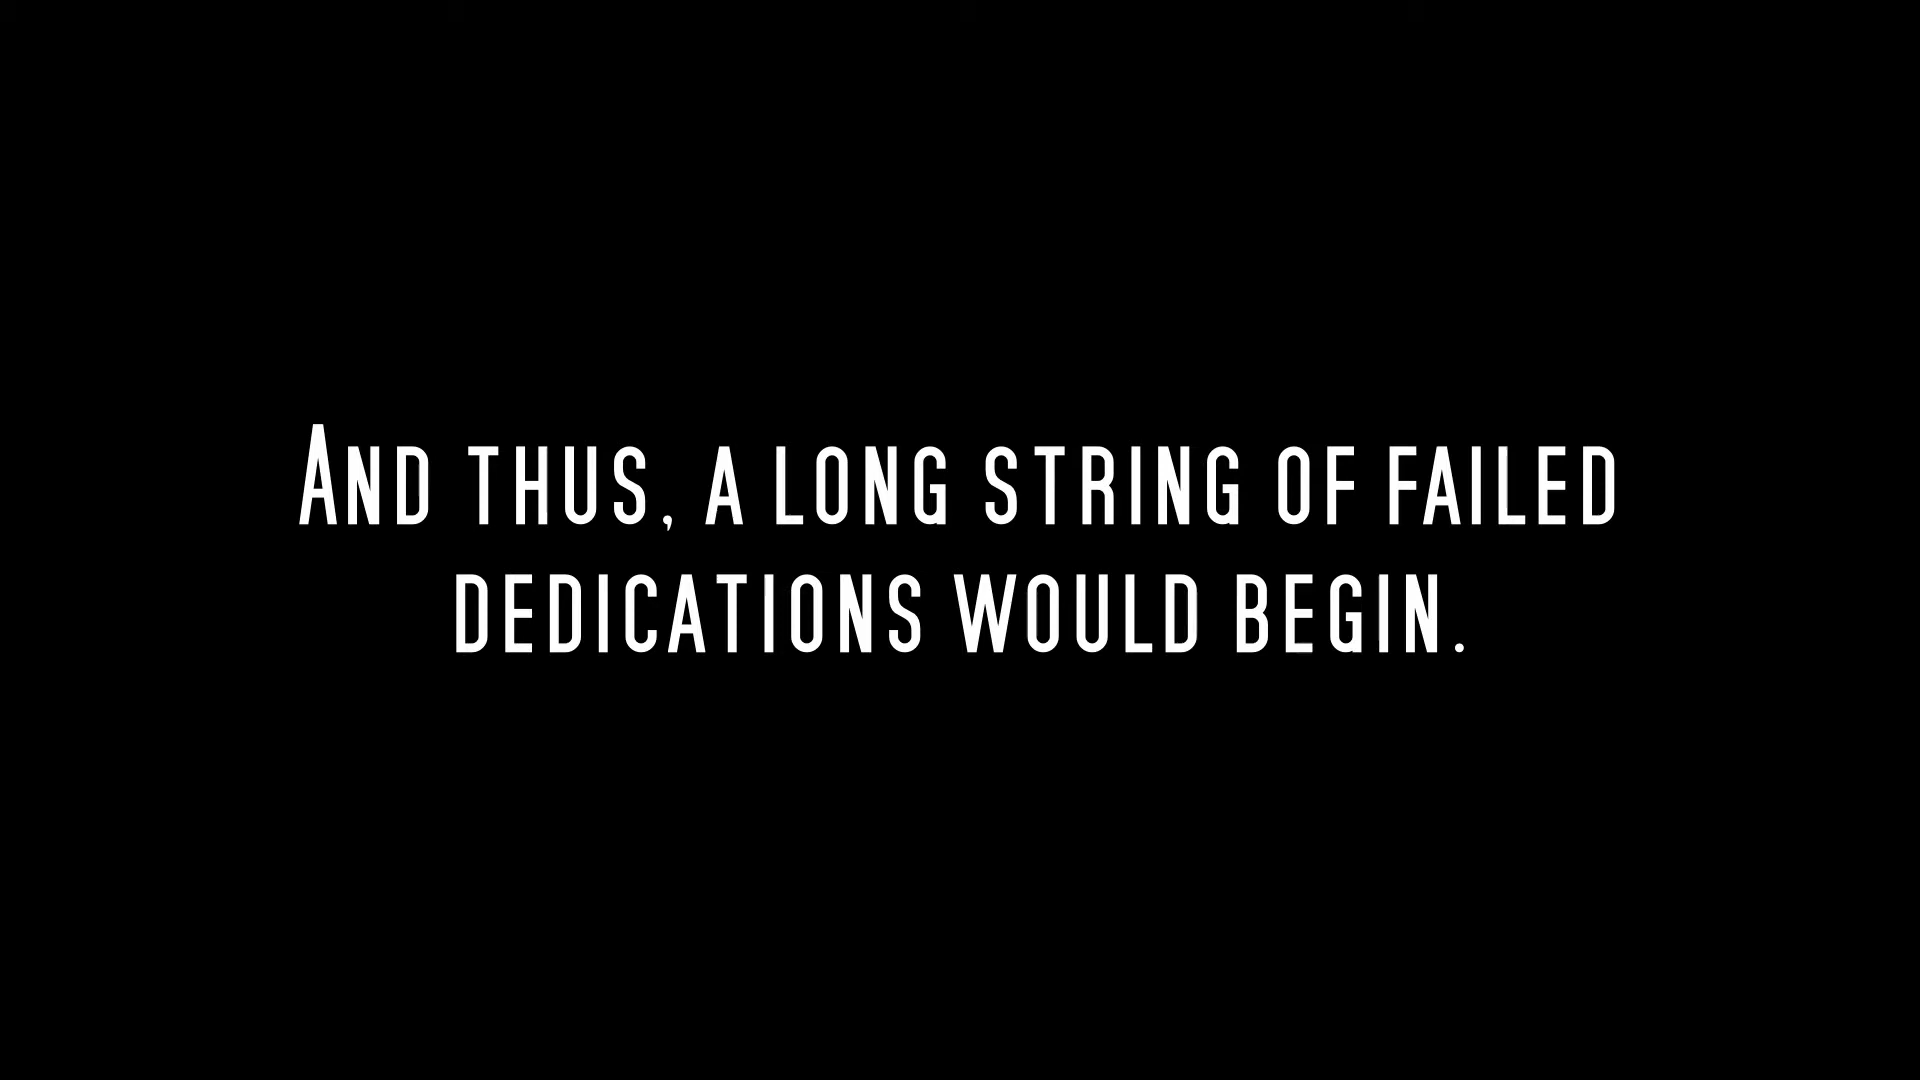 And thus, a long string of failed
dedications would begin.